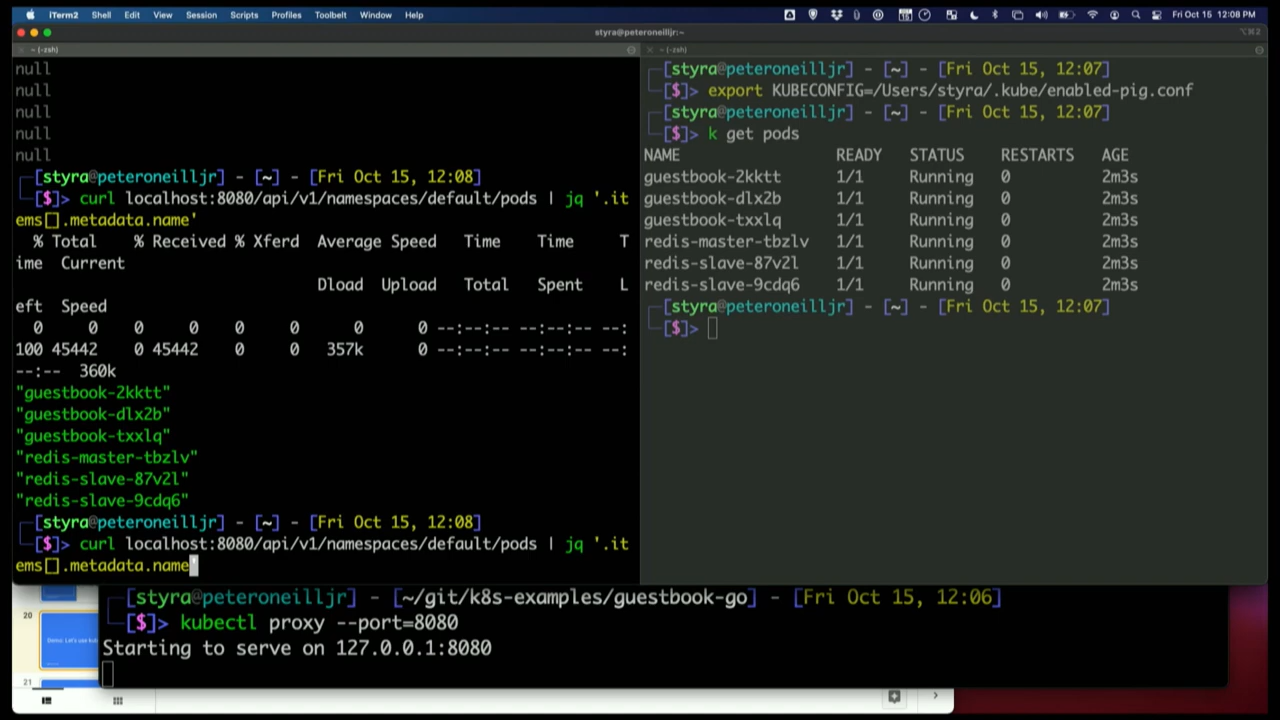 iTerm2 Shell Edit View Session Scripts Profiles Toolbelt Window Help Fri Oct 15 12:08 PM
styra@peteroneilljr:~ ⌥⌘2
~ (-zsh)
null
null
null
null
null
[styra@peteroneilljr] - [~] - [Fri Oct 15, 12:08]
[$]> curl localhost:8080/api/v1/namespaces/default/pods | jq '.it
ems[].metadata.name'
% Total % Received % Xferd Average Speed Time Time T
ime Current
Dload Upload Total Spent L
eft Speed
0 0 0 0 0 0 0 0 --:--:-- --:--:-- --:
100 45442 0 45442 0 0 357k 0 --:--:-- --:--:-- --:
--:-- 360k
"guestbook-2kktt"
"guestbook-dlx2b"
"guestbook-txxlq"
"redis-master-tbzlv"
"redis-slave-87v2l"
"redis-slave-9cdq6"
[styra@peteroneilljr] - [~] - [Fri Oct 15, 12:08]
[$]> curl localhost:8080/api/v1/namespaces/default/pods | jq '.it
ems[].metadata.name'
~ (-zsh)
[styra@peteroneilljr] - [~] - [Fri Oct 15, 12:07]
[$]> export KUBECONFIG=/Users/styra/.kube/enabled-pig.conf
[styra@peteroneilljr] - [~] - [Fri Oct 15, 12:07]
[$]> k get pods
NAME READY STATUS RESTARTS AGE
guestbook-2kktt 1/1 Running 0 2m3s
guestbook-dlx2b 1/1 Running 0 2m3s
guestbook-txxlq 1/1 Running 0 2m3s
redis-master-tbzlv 1/1 Running 0 2m3s
redis-slave-87v2l 1/1 Running 0 2m3s
redis-slave-9cdq6 1/1 Running 0 2m3s
[styra@peteroneilljr] - [~] - [Fri Oct 15, 12:07]
[$]>
[styra@peteroneilljr] - [~/git/k8s-examples/guestbook-go] - [Fri Oct 15, 12:06]
[$]> kubectl proxy --port=8080
Starting to serve on 127.0.0.1:8080
20
Demo: Let's use kub
21